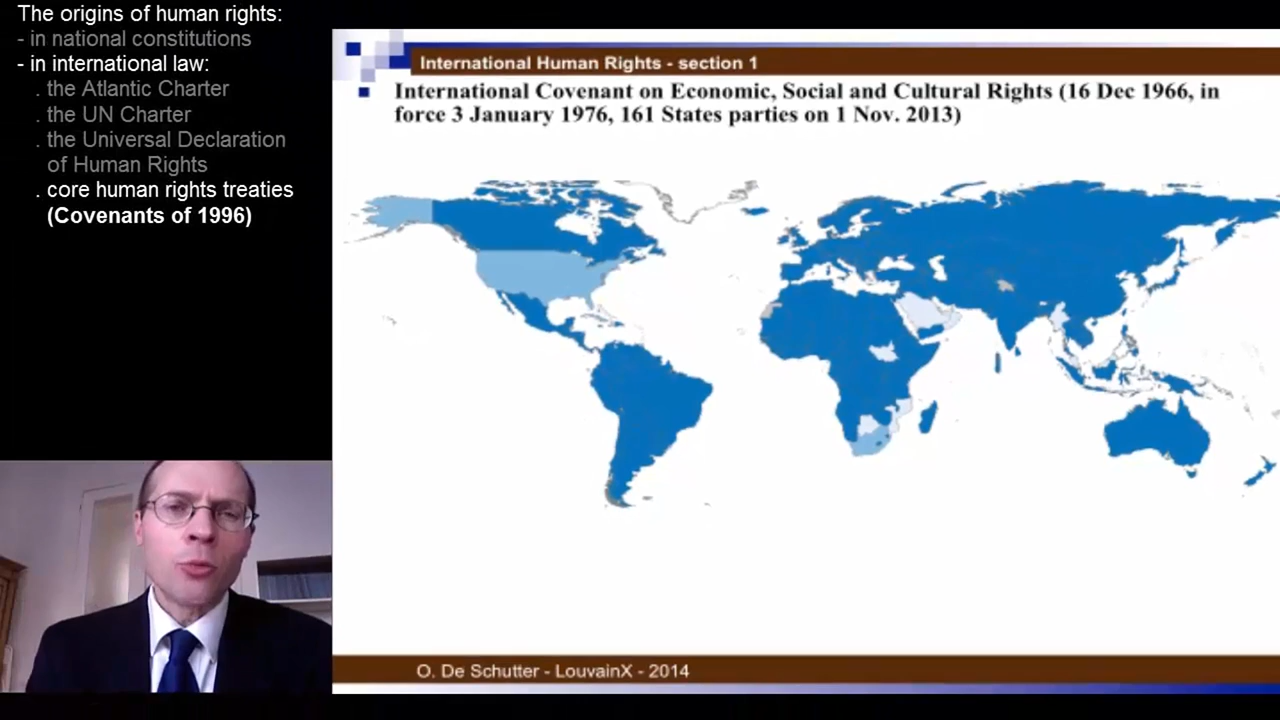 The origins of human rights:
- in national constitutions
- in international law:
. the Atlantic Charter
. the UN Charter
. the Universal Declaration
of Human Rights
. core human rights treaties
(Covenants of 1996)
International Human Rights - section 1
International Covenant on Economic, Social and Cultural Rights (16 Dec 1966, in
force 3 January 1976, 161 States parties on 1 Nov. 2013)
O. De Schutter - LouvainX - 2014